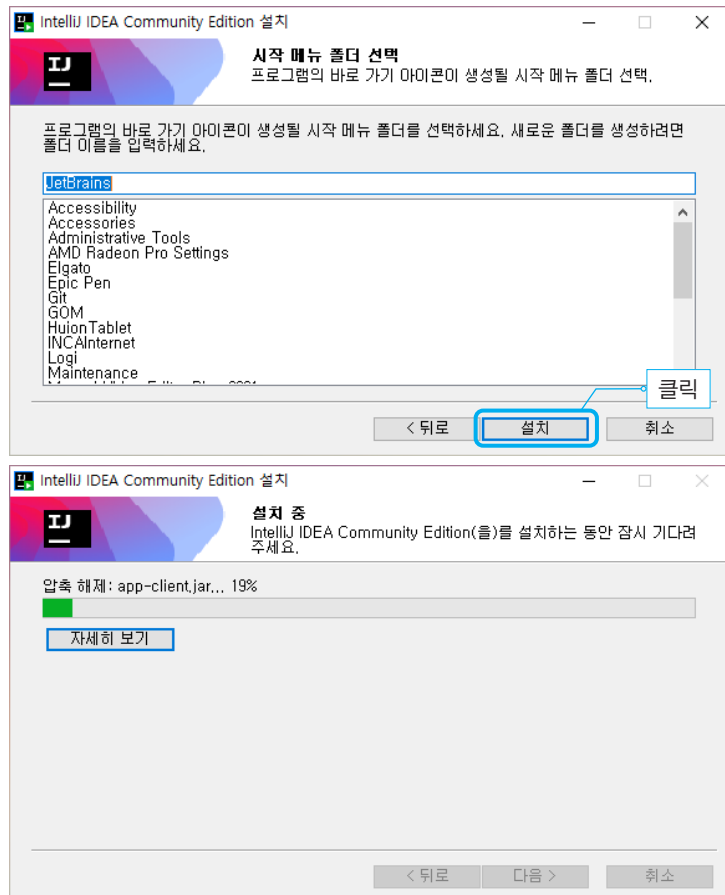 IntelliJ IDEA Community Edition 설치
IJ
시작 메뉴 폴더 선택
프로그램의 바로 가기 아이콘이 생성될 시작 메뉴 폴더 선택.
프로그램의 바로 가기 아이콘이 생성될 시작 메뉴 폴더를 선택하세요. 새로운 폴더를 생성하려면
폴더 이름을 입력하세요.
JetBrains
Accessibility
Accessories
Administrative Tools
AMD Radeon Pro Settings
Elgato
Epic Pen
Git
GOM
HuionTablet
INCAInternet
Logi
Maintenance
클릭
< 뒤로
설치
취소
IntelliJ IDEA Community Edition 설치
IJ
설치 중
IntelliJ IDEA Community Edition(을)를 설치하는 동안 잠시 기다려
주세요.
압축 해제: app-client.jar... 19%
자세히 보기
< 뒤로
다음 >
취소